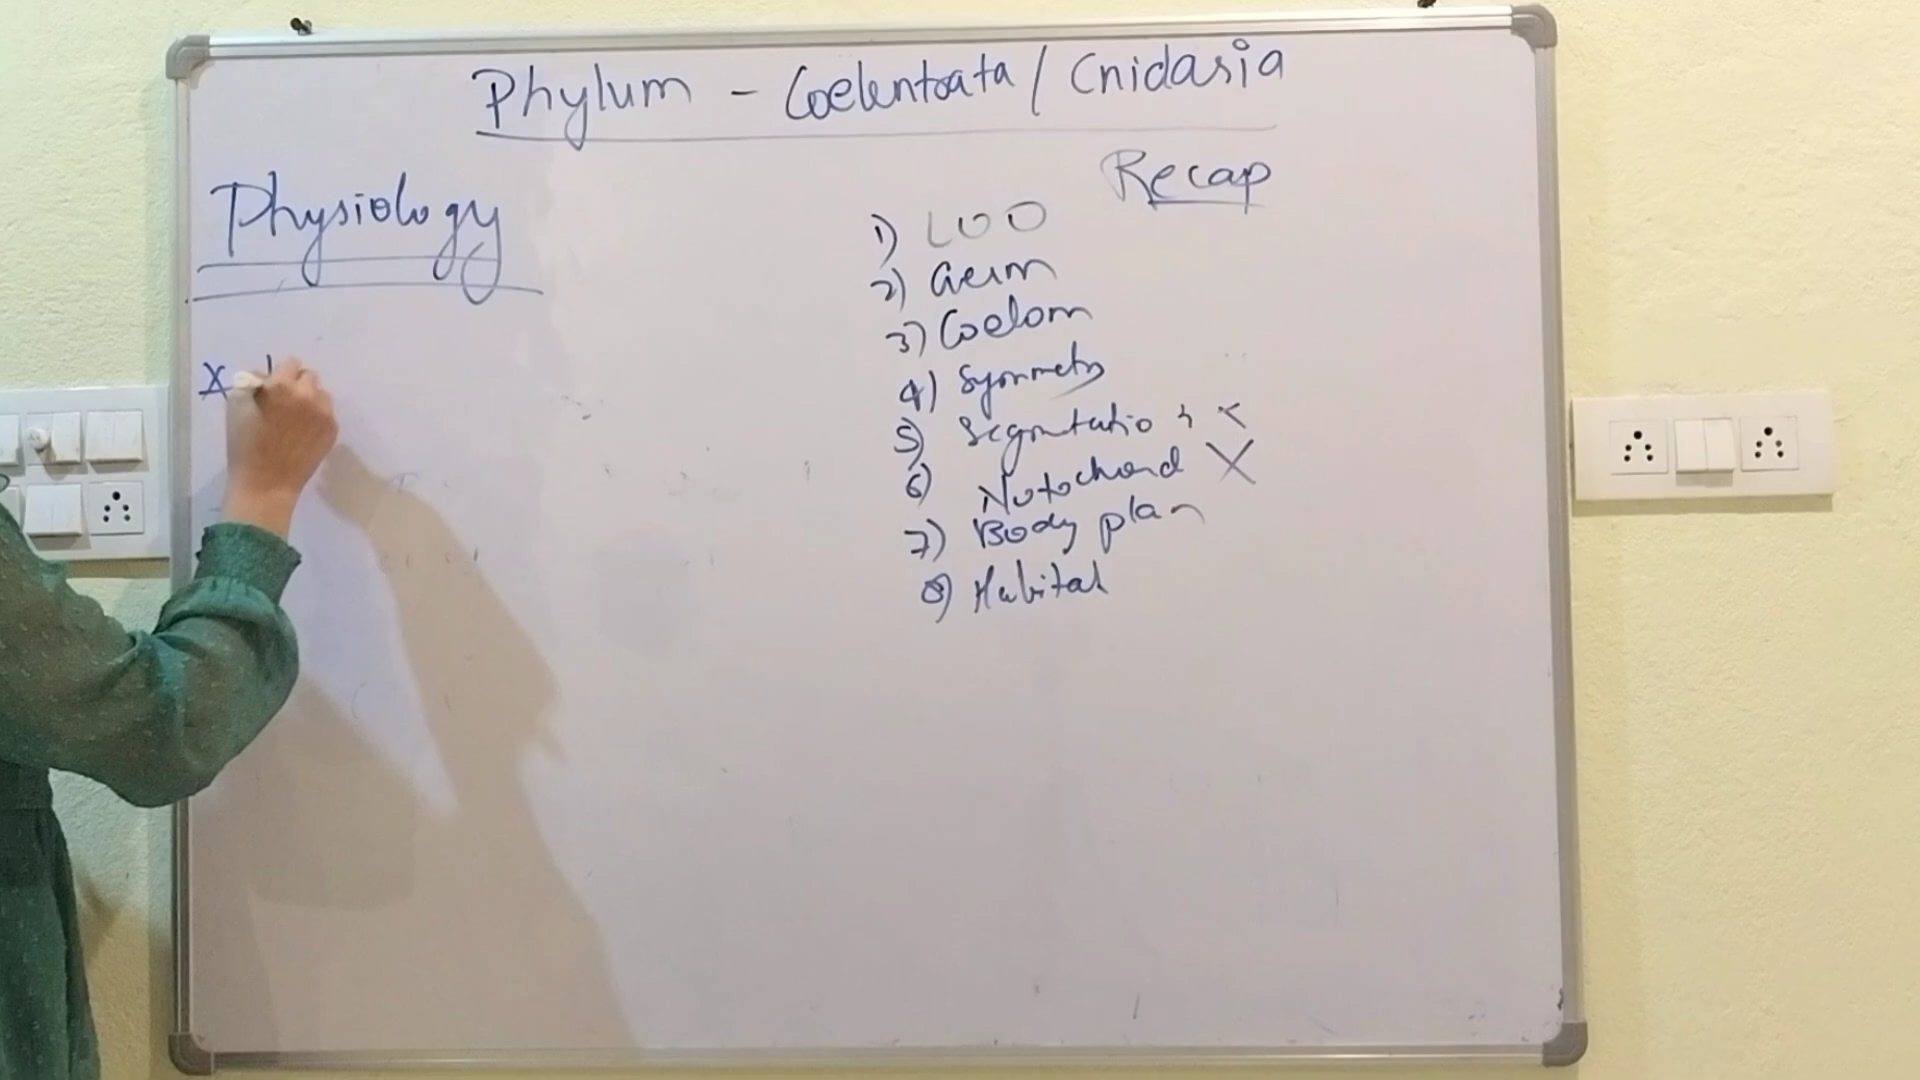 Phylum - Coelentrata / Cnidaria
Physiology
Recap
1) LOO
2) Germ
3) Coelom
4) Symmetry
5) Segmtation X
6) Notochord X
7) Body plan
8) Habitat
X